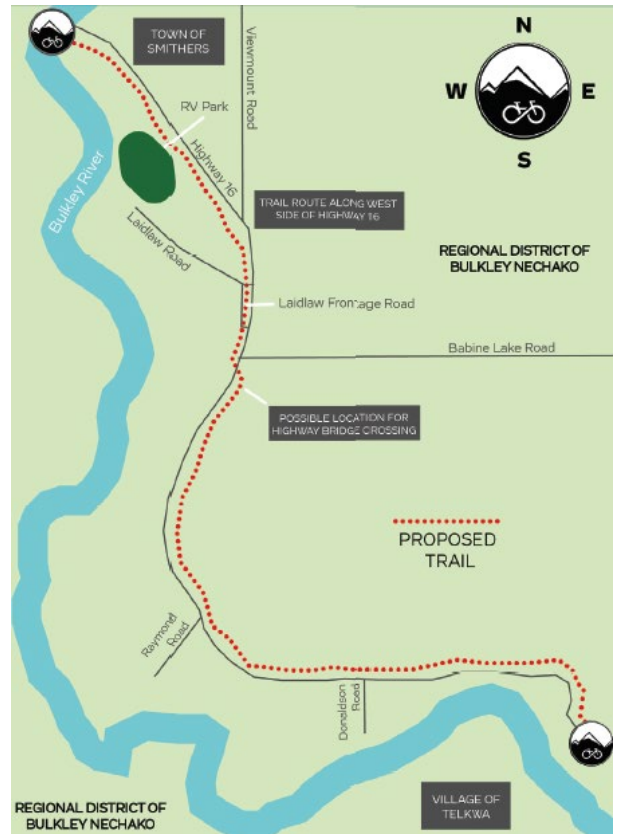 TOWN OF
SMITHERS
Viewmount Road
N
W
E
S
RV Park
Highway 16
Bulkley River
TRAIL ROUTE ALONG WEST
SIDE OF HIGHWAY 16
Laidlaw Road
REGIONAL DISTRICT OF
BULKLEY NECHAKO
Laidlaw Frontage Road
Babine Lake Road
POSSIBLE LOCATION FOR
HIGHWAY BRIDGE CROSSING
PROPOSED
TRAIL
Raymond
Road
Donaldson
Road
VILLAGE OF
TELKWA
REGIONAL DISTRICT OF
BULKLEY NECHAKO